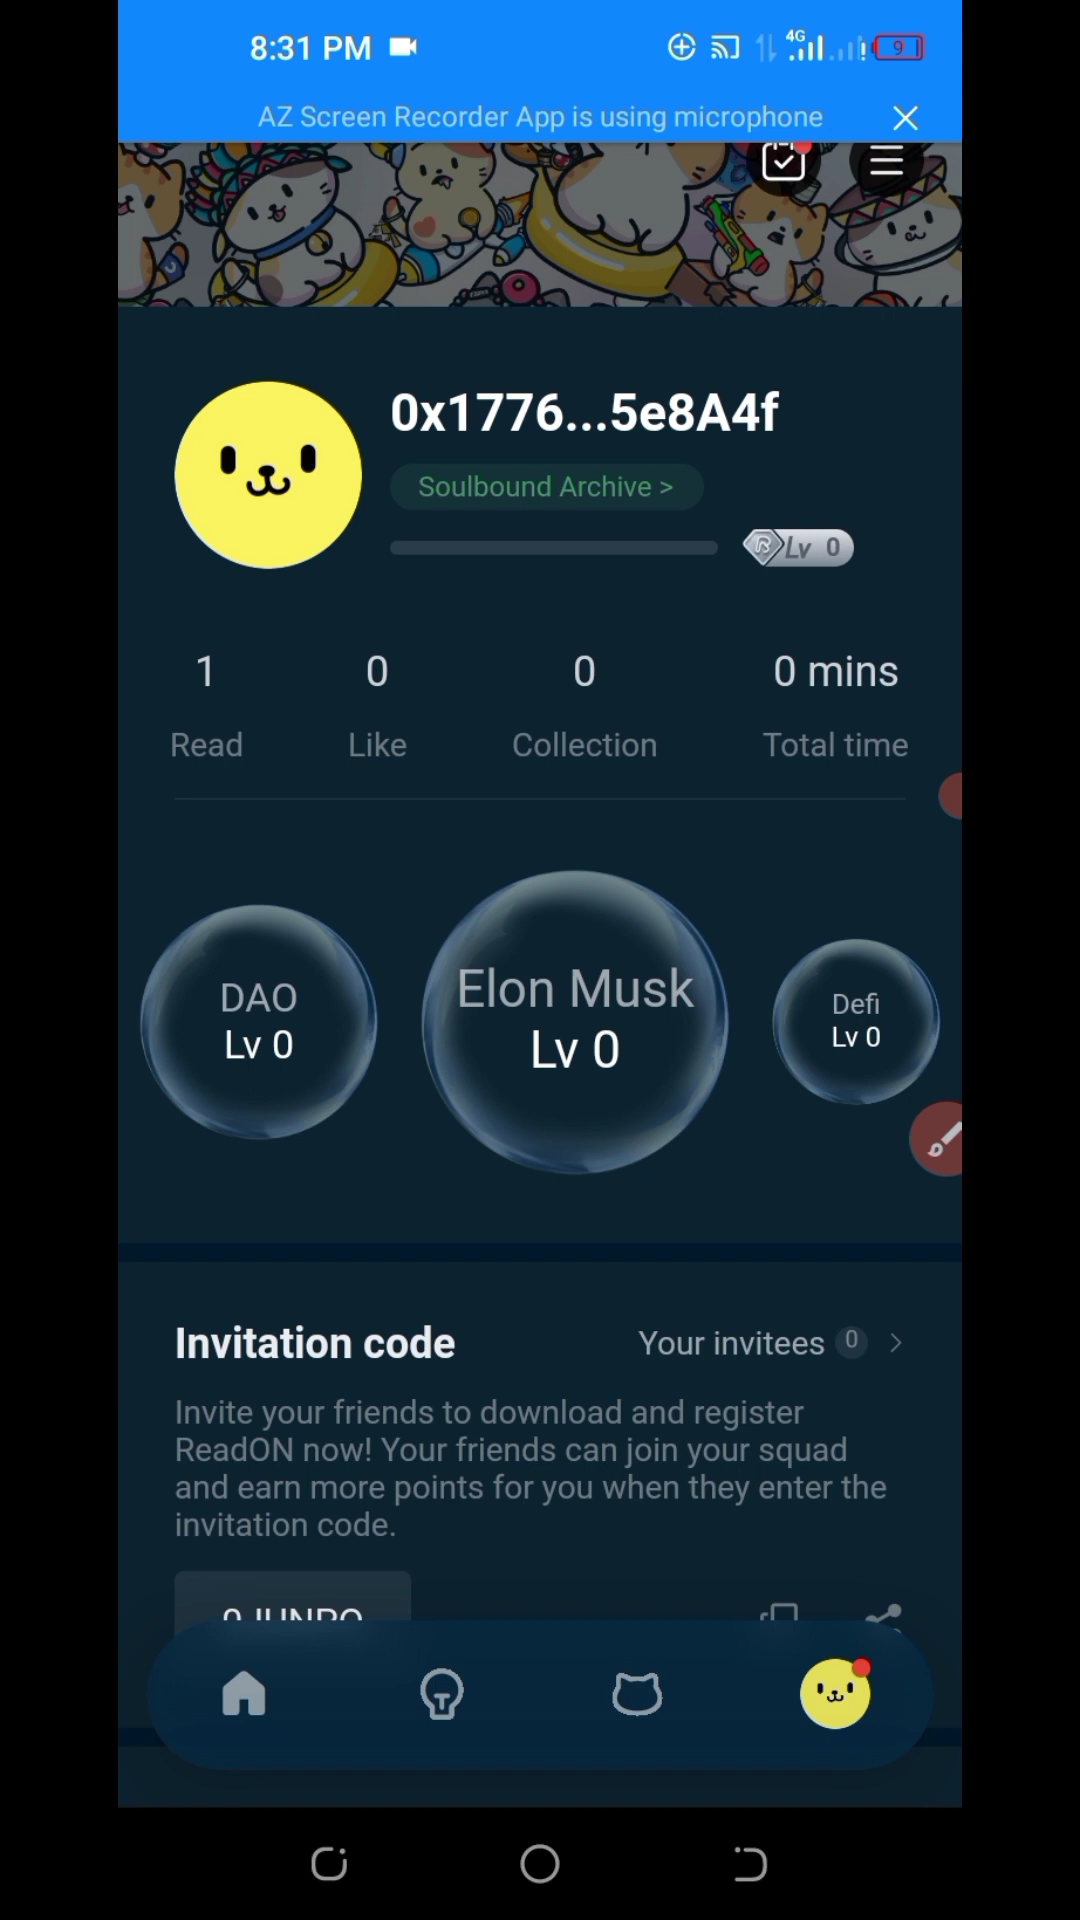 8:31 PM
4G
9
AZ Screen Recorder App is using microphone
0x1776...5e8A4f
Soulbound Archive >
Lv 0
1 0 0 0 mins
Read Like Collection Total time
DAO
Lv 0
Elon Musk
Lv 0
Defi
Lv 0
Invitation code
Your invitees 0 >
Invite your friends to download and register
ReadON now! Your friends can join your squad
and earn more points for you when they enter the
invitation code.